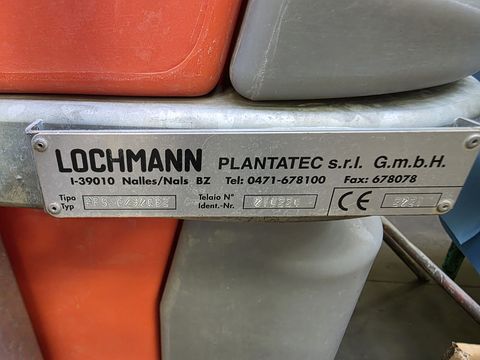 LOCHMANN PLANTATEC s.r.l. G.m.b.H.
I-39010 Nalles/Nals BZ Tel: 0471-678100 Fax: 678078
Tipo Telaio N°
Typ Ident.-Nr. CE